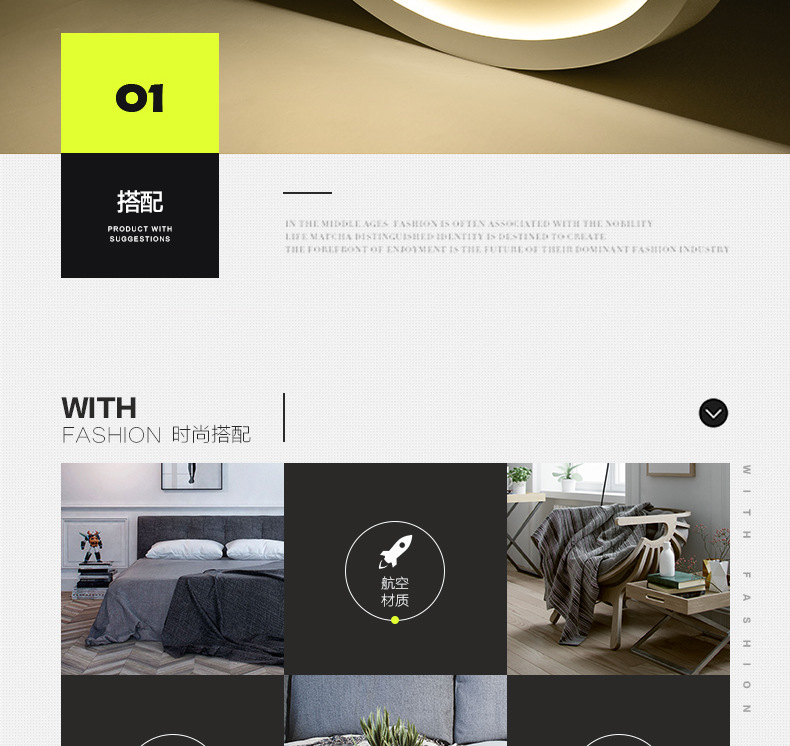 01
搭配
PRODUCT WITH
SUGGESTIONS
IN THE MIDDLE AGES FASHION IS OFTEN ASSOCIATED WITH THE NOBILITY
LIFE MATCHA DISTINGUISHED IDENTITY IS DESTINED TO CREATE
THE FOREFRONT OF ENJOYMENT IS THE FUTURE OF THEIR DOMINANT FASHION INDUSTRY
WITH
FASHION 时尚搭配
航空
材质
WITH FASHION